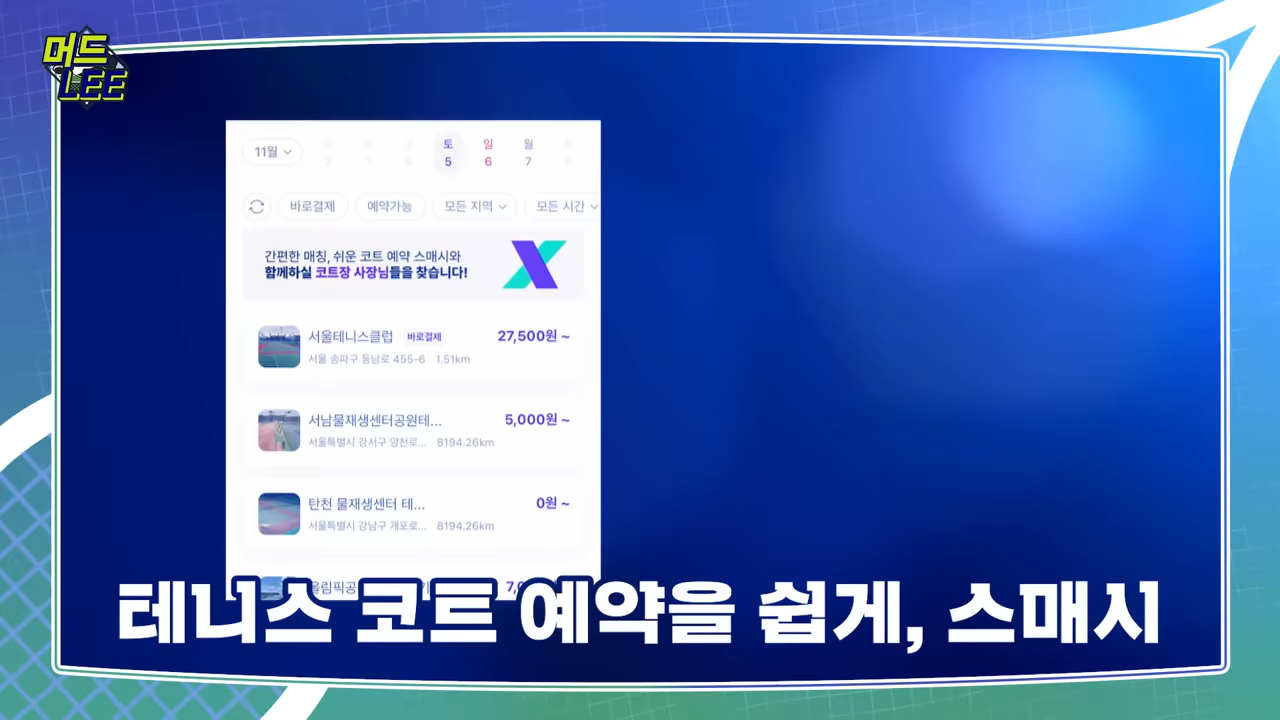 머드
LEE
11월
토
일
월
5
6
7
바로결제
예약가능
모든 지역
모든 시간
간편한 매칭, 쉬운 코트 예약 스매시와
함께하실 코트장 사장님들을 찾습니다!
서울테니스클럽 바로결제 27,500원 ~
서울 송파구 동남로 455-6 1.51km
서남물재생센터공원테... 5,000원 ~
서울특별시 강서구 양천로... 8194.26km
탄천 물재생센터 테... 0원 ~
서울특별시 강남구 개포로... 8194.26km
테니스 코트 예약을 쉽게, 스매시